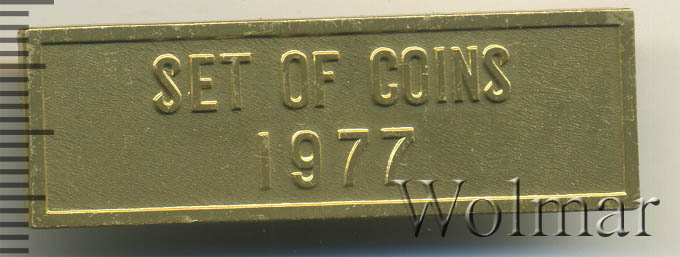 SET OF COINS
1977
Wolmar